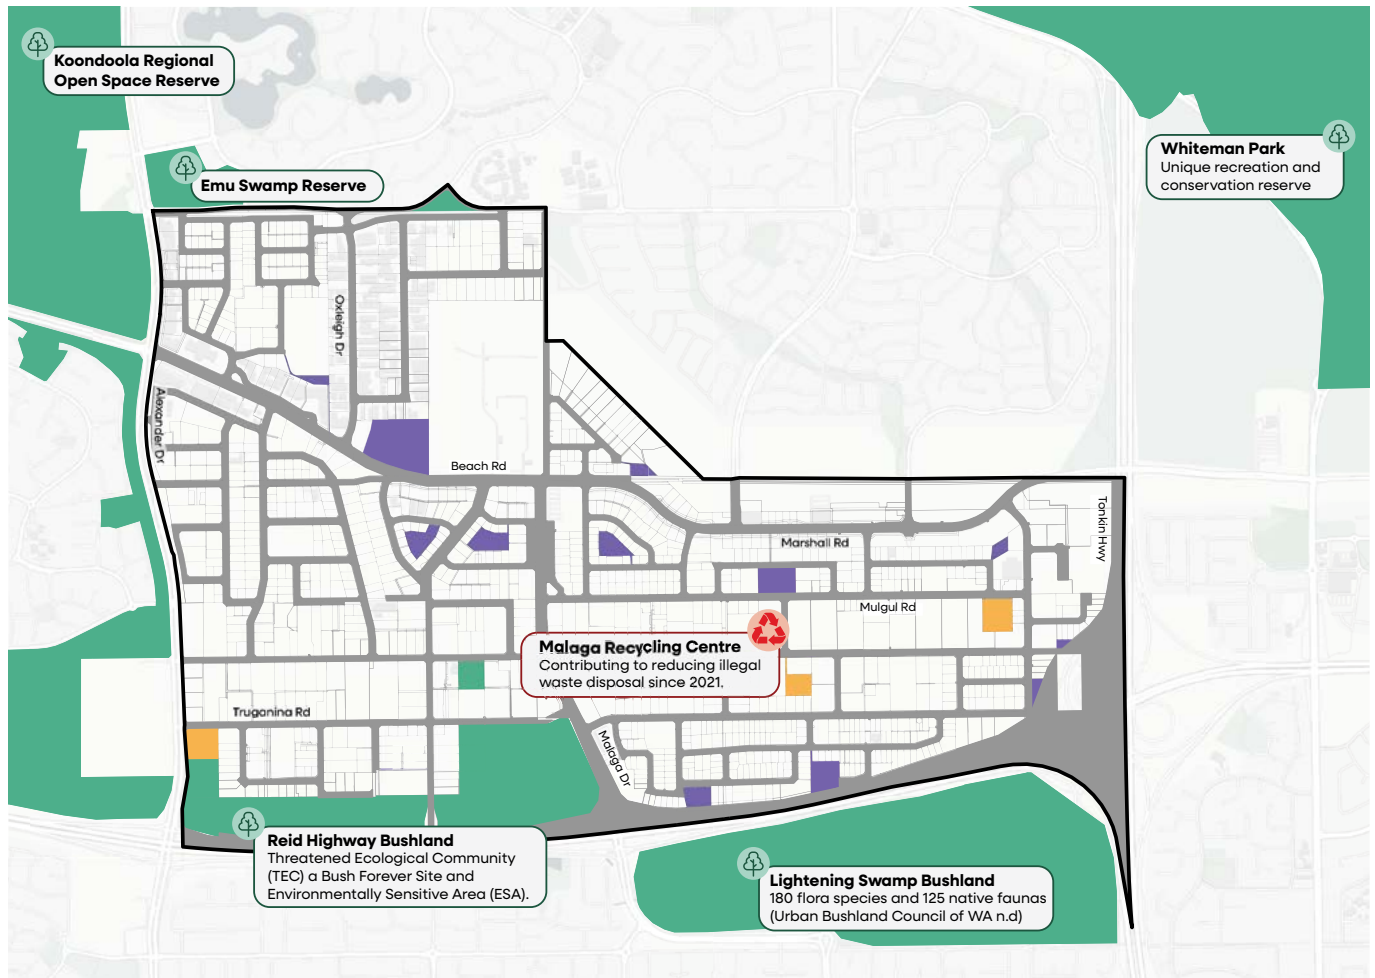 Koondoola Regional
Open Space Reserve
Whiteman Park
Unique recreation and
conservation reserve
Emu Swamp Reserve
Oxleigh Dr
Alexander Dr
Beach Rd
Tonkin Hwy
Marshall Rd
Mulgul Rd
Malaga Recycling Centre
Contributing to reducing illegal
waste disposal since 2021.
Truganina Rd
Malaga Dr
Reid Highway Bushland
Threatened Ecological Community
(TEC) a Bush Forever Site and
Environmentally Sensitive Area (ESA).
Lightening Swamp Bushland
180 flora species and 125 native faunas
(Urban Bushland Council of WA n.d)